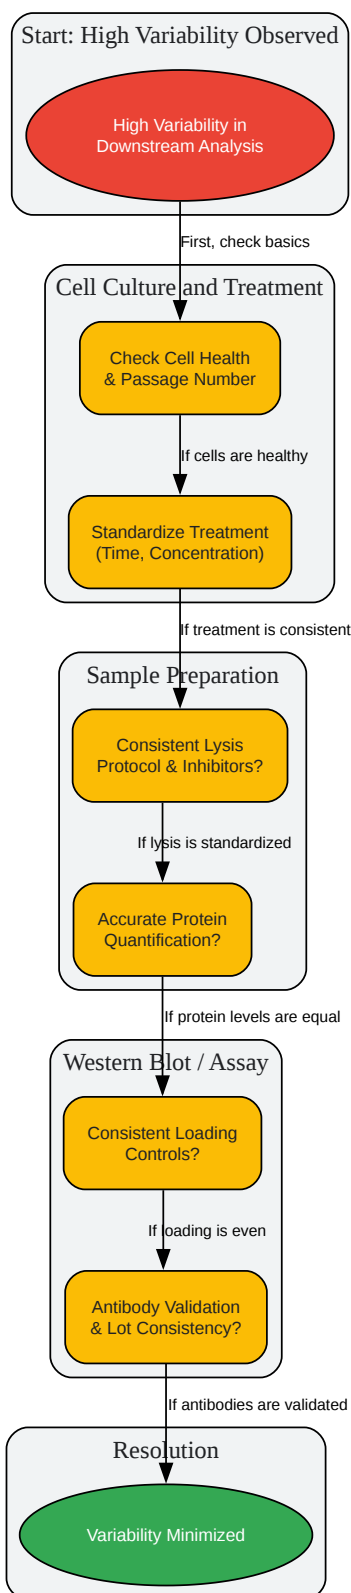 Start: High Variability Observed
High Variability in
Downstream Analysis
First, check basics
Cell Culture and Treatment
Check Cell Health
& Passage Number
If cells are healthy
Standardize Treatment
(Time, Concentration)
If treatment is consistent
Sample Preparation
Consistent Lysis
Protocol & Inhibitors?
If lysis is standardized
Accurate Protein
Quantification?
If protein levels are equal
Western Blot / Assay
Consistent Loading
Controls?
If loading is even
Antibody Validation
& Lot Consistency?
If antibodies are validated
Resolution
Variability Minimized